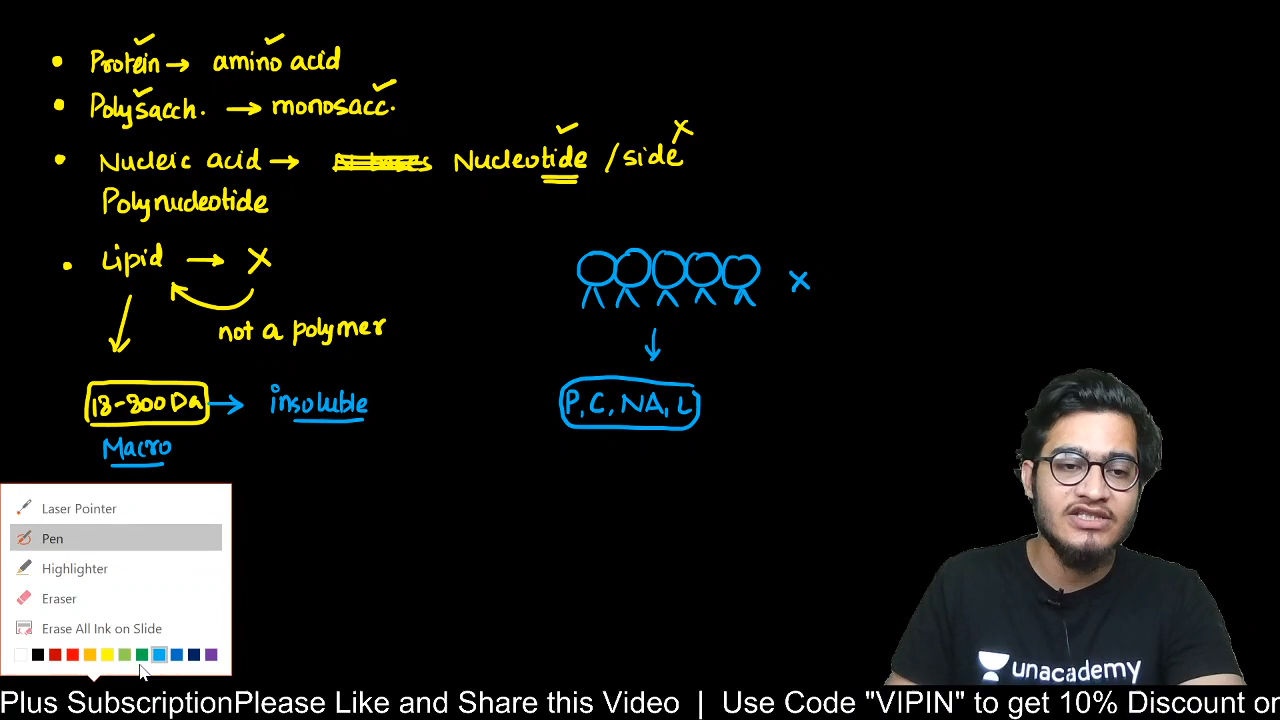 • Protein → amino acid
• Polysacch. → monosacc.
• Nucleic acid → Nucleotide / side
Polynucleotide
• Lipid → X
not a polymer
18-800 Da → insoluble
Macro
X
P, C, NA, L
Laser Pointer
Pen
Highlighter
Eraser
Erase All Ink on Slide
unacademy
Plus SubscriptionPlease Like and Share this Video | Use Code "VIPIN" to get 10% Discount on